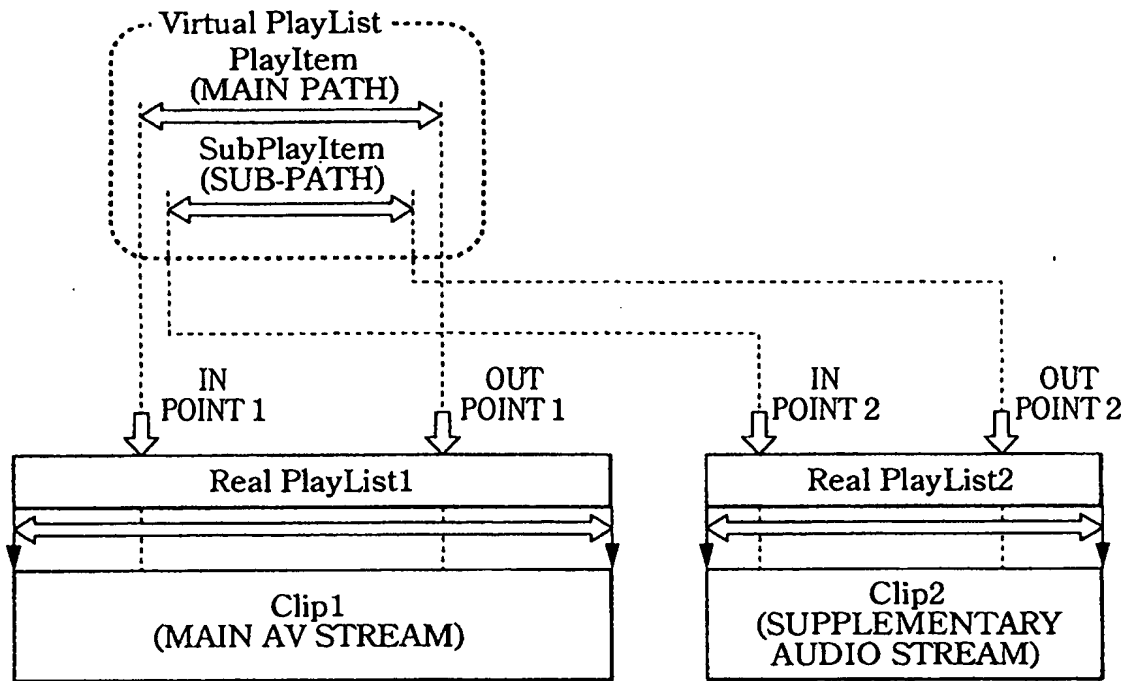 Virtual PlayList
PlayItem
(MAIN PATH)
SubPlayItem
(SUB-PATH)
IN
POINT 1
OUT
POINT 1
IN
POINT 2
OUT
POINT 2
Real PlayList1
Real PlayList2
Clip1
(MAIN AV STREAM)
Clip2
(SUPPLEMENTARY
AUDIO STREAM)